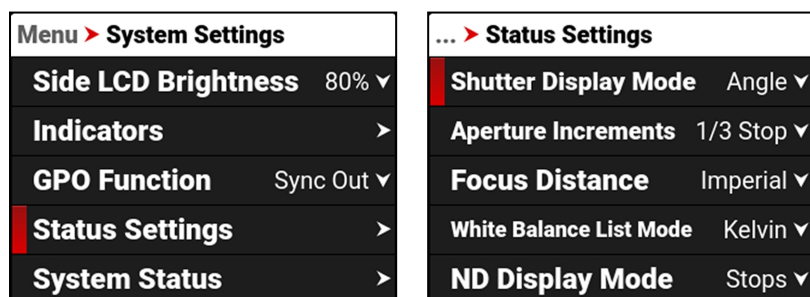 Menu > System Settings
Side LCD Brightness 80%
Indicators
GPO Function Sync Out
Status Settings
System Status
... > Status Settings
Shutter Display Mode Angle
Aperture Increments 1/3 Stop
Focus Distance Imperial
White Balance List Mode Kelvin
ND Display Mode Stops